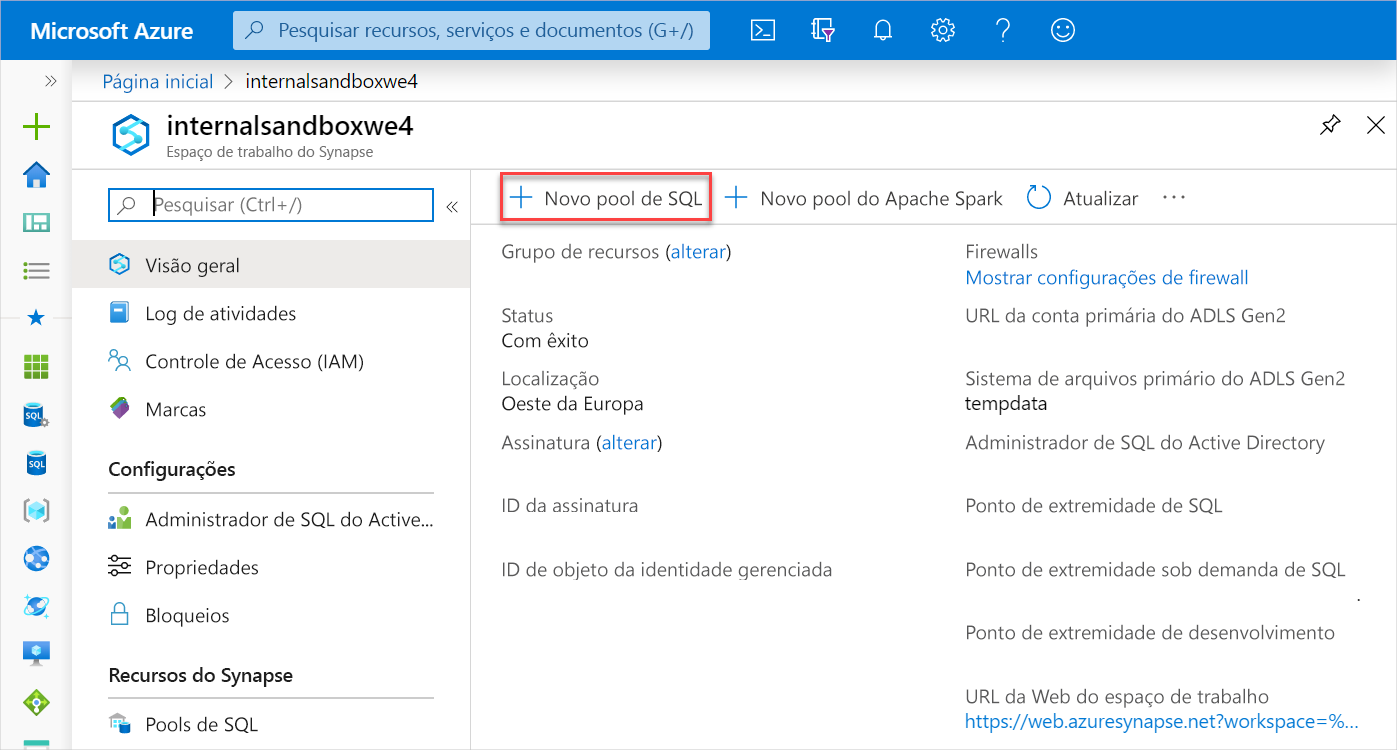 Microsoft Azure
Pesquisar recursos, serviços e documentos (G+/)
Página inicial > internalsandboxwe4
internalsandboxwe4
Espaço de trabalho do Synapse
Pesquisar (Ctrl+/)
Visão geral
Log de atividades
Controle de Acesso (IAM)
Marcas
Configurações
Administrador de SQL do Active...
Propriedades
Bloqueios
Recursos do Synapse
Pools de SQL
Novo pool de SQL
Novo pool do Apache Spark
Atualizar
Grupo de recursos (alterar)
Status
Com êxito
Localização
Oeste da Europa
Assinatura (alterar)
ID da assinatura
ID de objeto da identidade gerenciada
Firewalls
Mostrar configurações de firewall
URL da conta primária do ADLS Gen2
Sistema de arquivos primário do ADLS Gen2
tempdata
Administrador de SQL do Active Directory
Ponto de extremidade de SQL
Ponto de extremidade sob demanda de SQL
.
Ponto de extremidade de desenvolvimento
URL da Web do espaço de trabalho
https://web.azuresynapse.net?workspace=%...
SQL
SQL